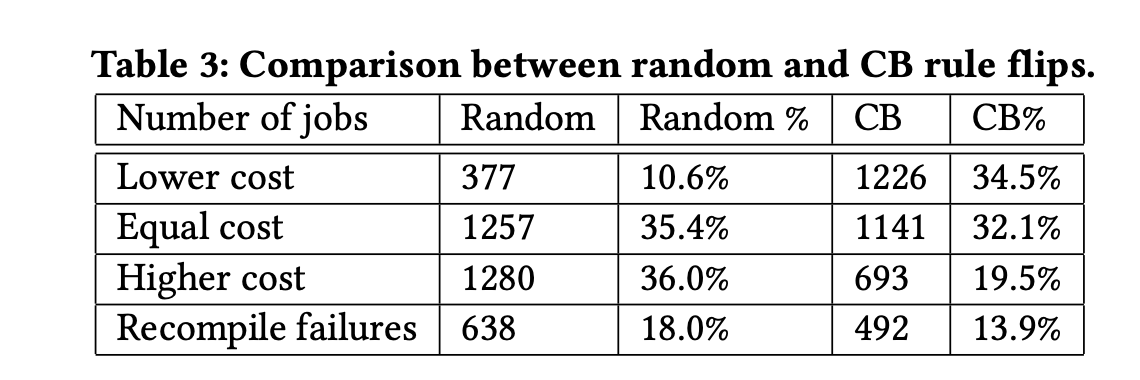 Table 3: Comparison between random and CB rule flips.
Number of jobs Random Random % CB CB%
Lower cost 377 10.6% 1226 34.5%
Equal cost 1257 35.4% 1141 32.1%
Higher cost 1280 36.0% 693 19.5%
Recompile failures 638 18.0% 492 13.9%